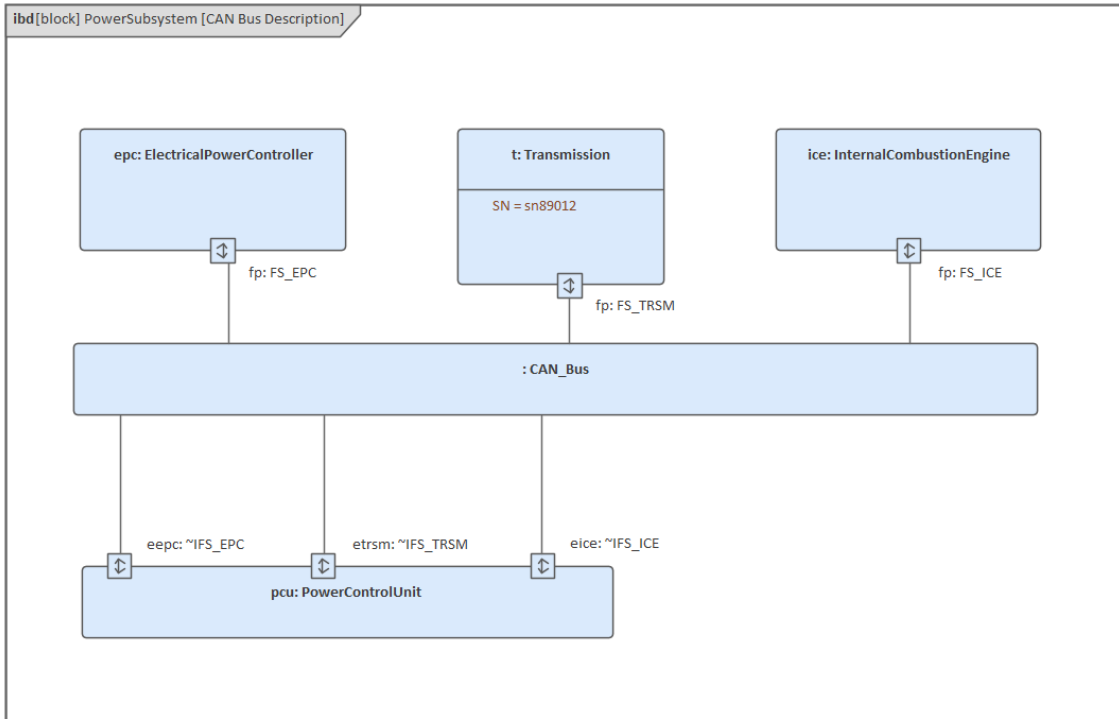 ibd [block] PowerSubsystem [CAN Bus Description]
epc: ElectricalPowerController
t: Transmission
ice: InternalCombustionEngine
SN = sn89012
fp: FS_EPC
fp: FS_TRSM
fp: FS_ICE
: CAN_Bus
eepc: ~IFS_EPC
etrsm: ~IFS_TRSM
eice: ~IFS_ICE
pcu: PowerControlUnit